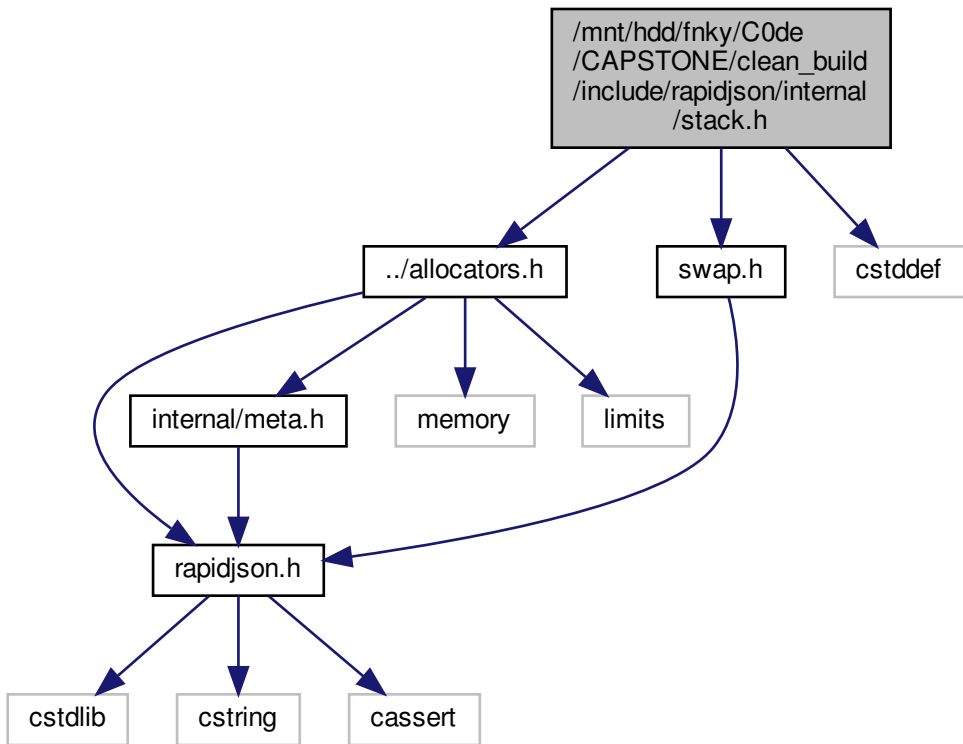 /mnt/hdd/fnky/C0de
/CAPSTONE/clean_build
/include/rapidjson/internal
/stack.h
../allocators.h
swap.h
cstddef
internal/meta.h
memory
limits
rapidjson.h
cstdlib
cstring
cassert